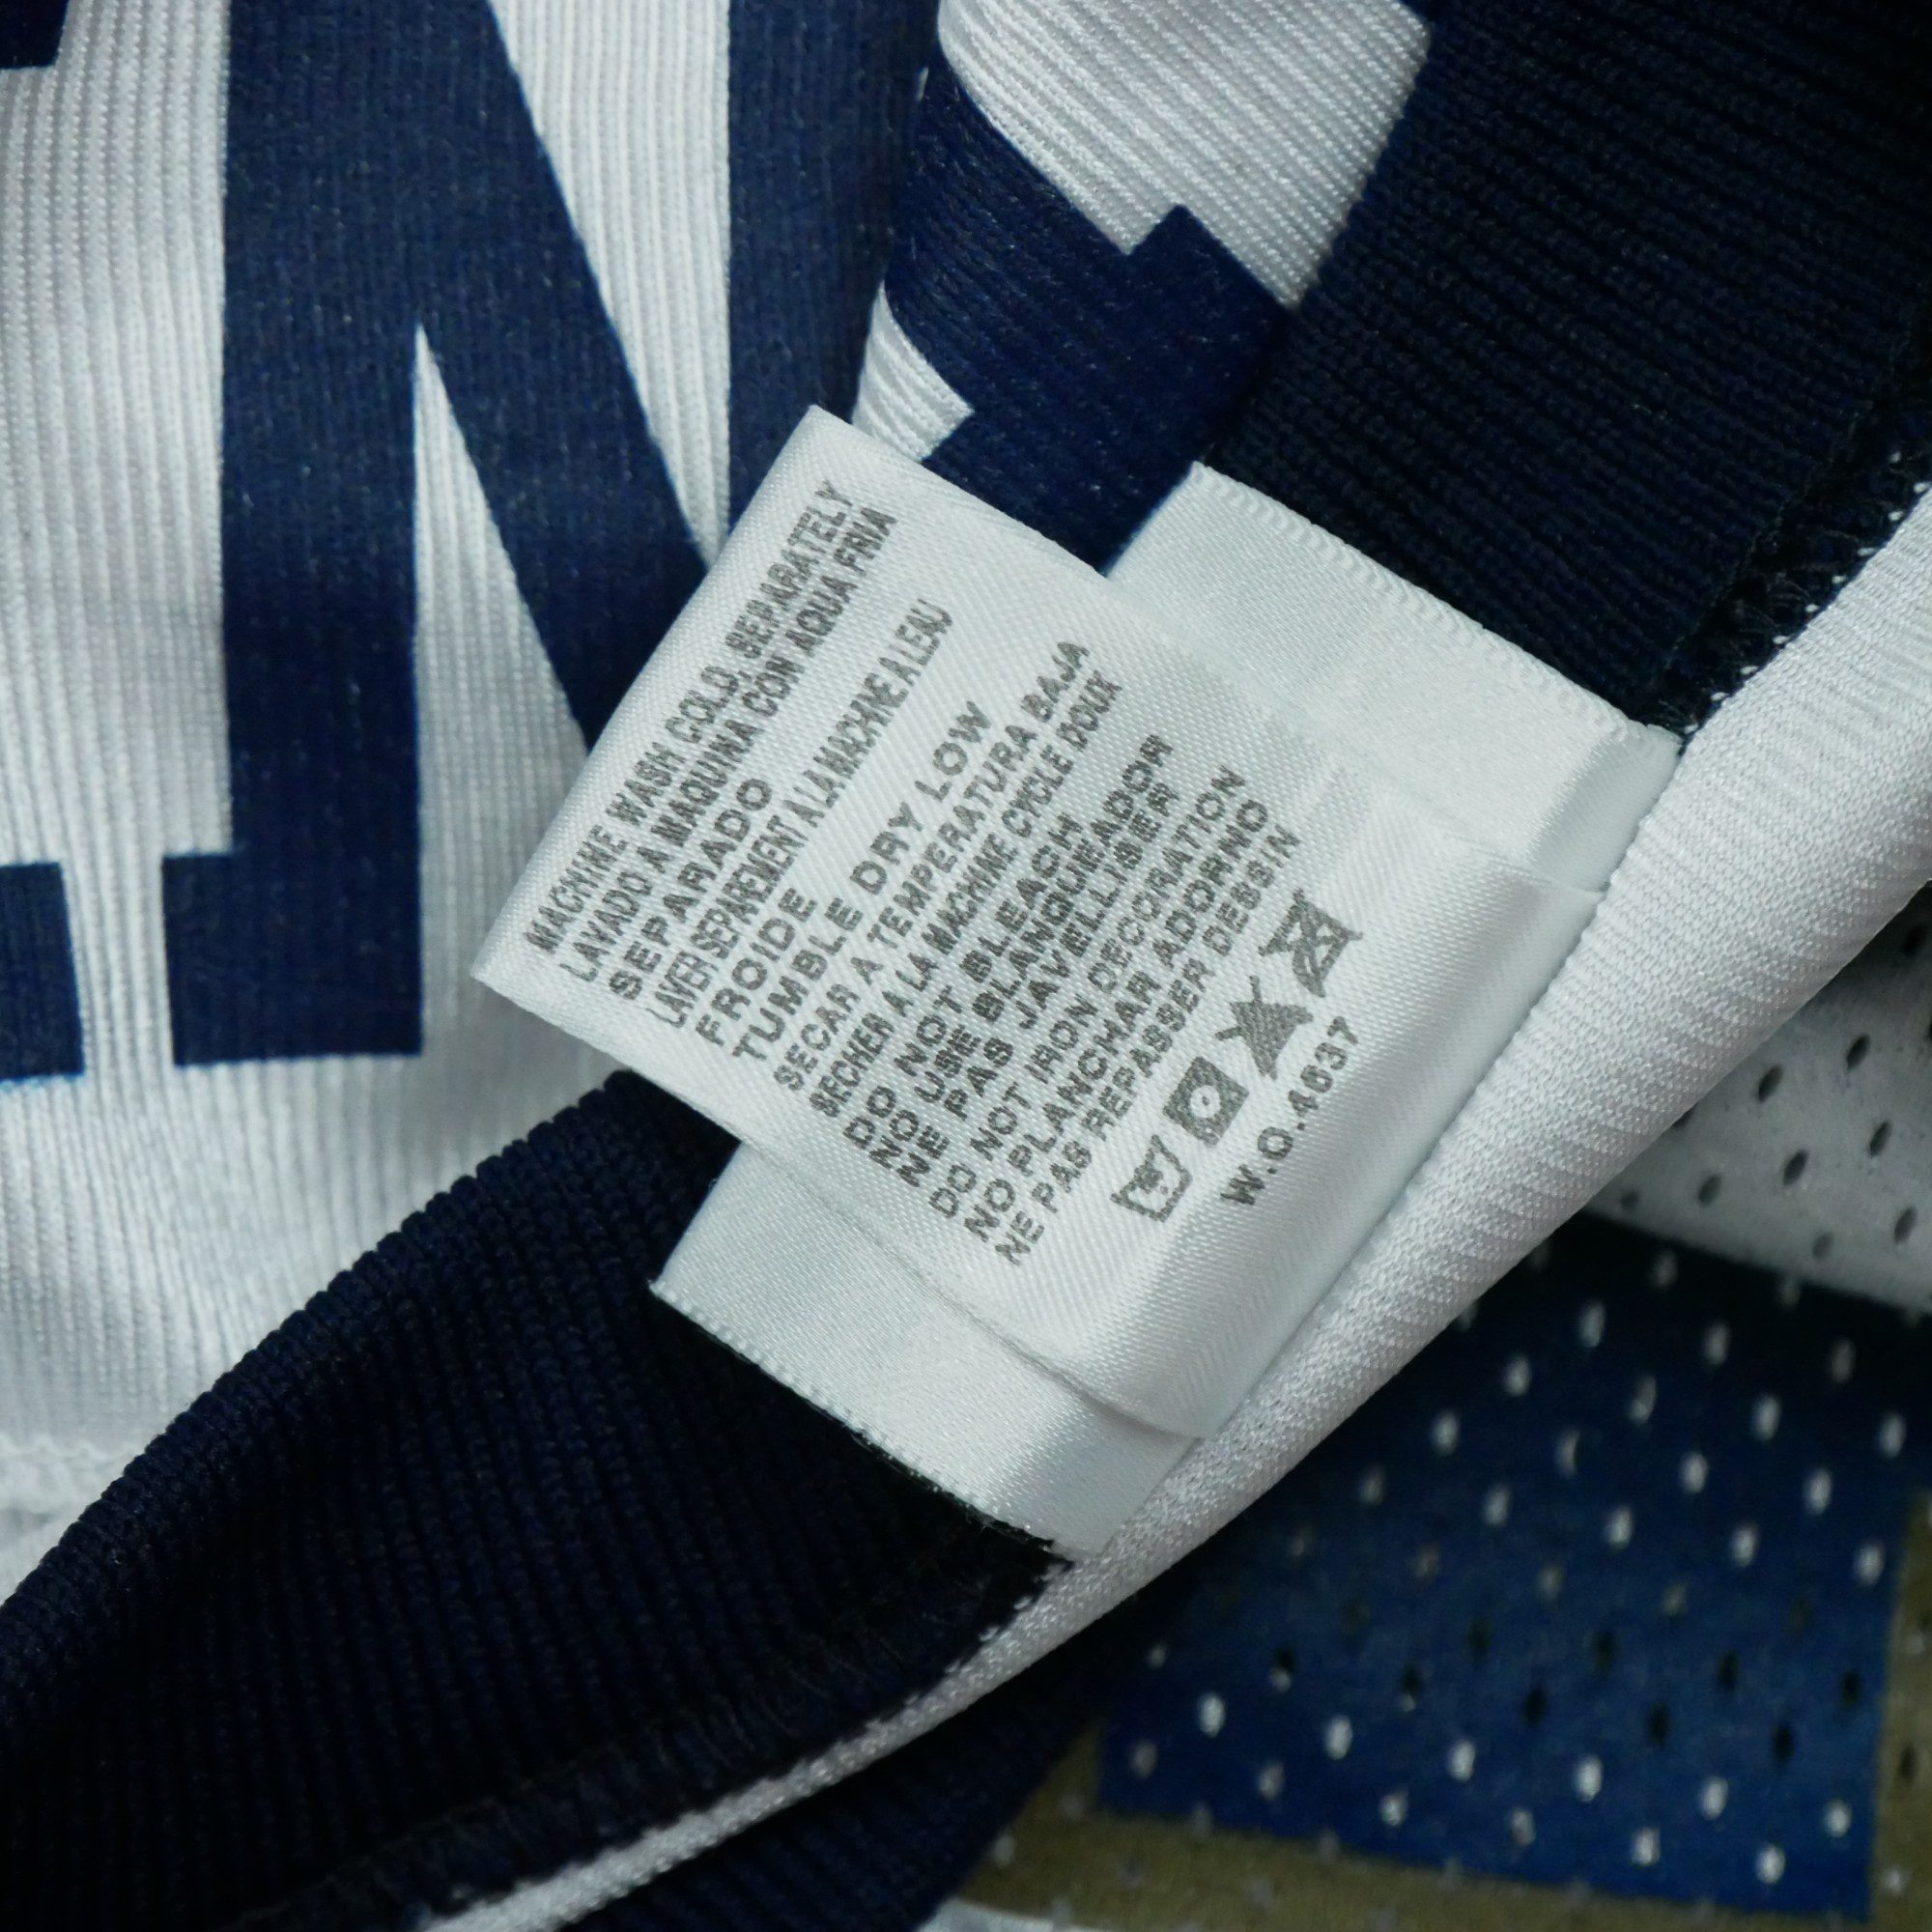 MACHINE WASH COLD, SEPARATELY
LAVADO A MAQUINA CON AQUA FRIA
SEPARADO
LAVER SEPAREMENT A LA MACHINE A LEAU
FROIDE
TUMBLE DRY LOW
SECAR A TEMPERATURA BAJA
SECHER A LA MACHINE CYCLE DOUX
DO NOT BLEACH
NO USE BLANQUEADOR
NE PAS JAVELLISER
DO NOT IRON DECORATION
NO PLANCHAR ADORNO
NE PAS REPASSER DESSIN
W.O.4637
N